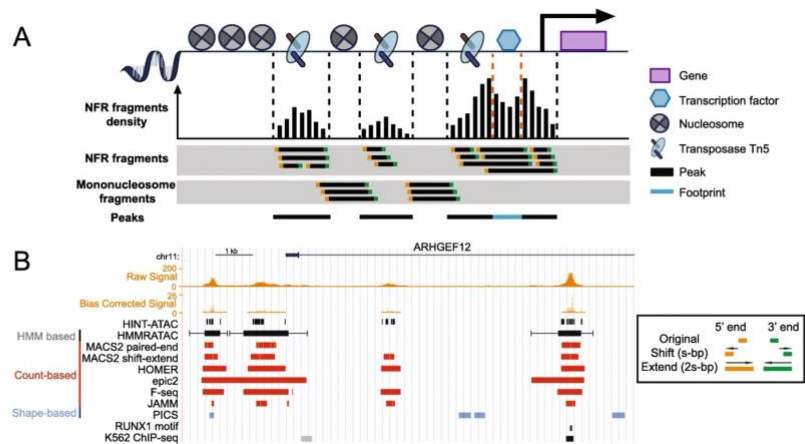 A
NFR fragments
density
NFR fragments
Mononucleosome
fragments
Peaks
Gene
Transcription factor
Nucleosome
Transposase Tn5
Peak
Footprint
B
1 kb
ARHGEF12
chr11:
200
Raw Signal
0
25
Bias Corrected Signal
0
HINT-ATAC
HMM based
HMMRATAC
MACS2 paired-end
MACS2 shift-extend
HOMER
Count-based
epic2
F-seq
JAMM
Shape-based
PICS
RUNX1 motif
K562 ChIP-seq
5' end 3' end
Original
Shift (s-bp)
Extend (2s-bp)